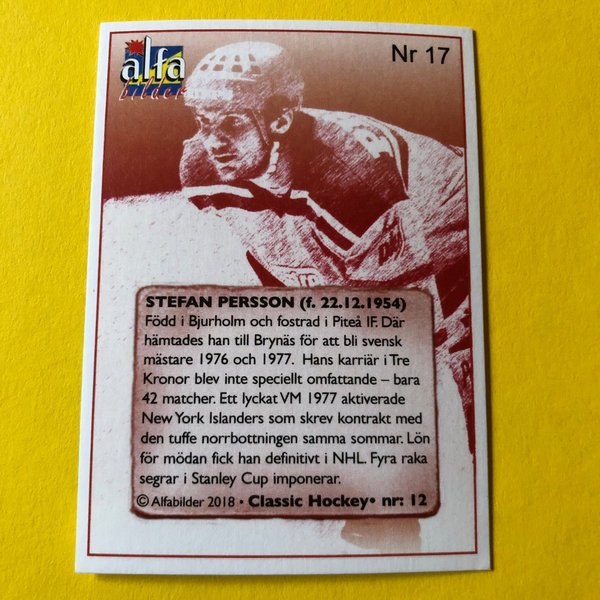 alfa
bilder
Nr 17
STEFAN PERSSON (f. 22.12.1954)
Född i Bjurholm och fostrad i Piteå IF. Där
hämtades han till Brynäs för att bli svensk
mästare 1976 och 1977. Hans karriär i Tre
Kronor blev inte speciellt omfattande – bara
42 matcher. Ett lyckat VM 1977 aktiverade
New York Islanders som skrev kontrakt med
den tuffe norrbottningen samma sommar. Lön
för mödan fick han definitivt i NHL. Fyra raka
segrar i Stanley Cup imponerar.
© Alfabilder 2018 • Classic Hockey• nr: 12